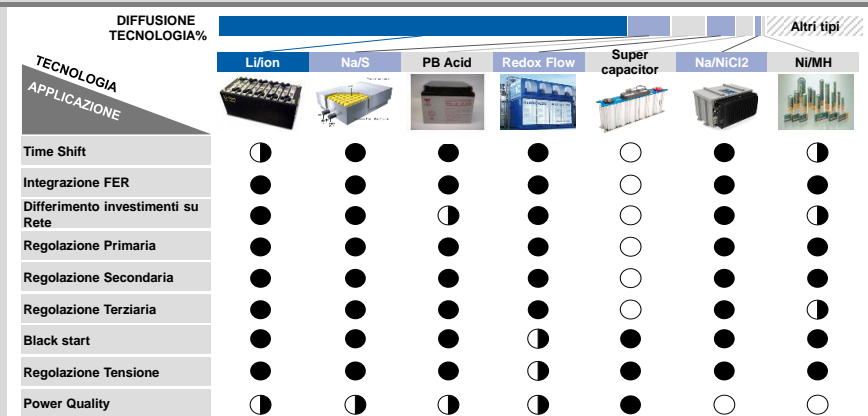 DIFFUSIONE
TECNOLOGIA%
Altri tipi
TECNOLOGIA
APPLICAZIONE
Li/ion
Na/S
PB Acid
Redox Flow
Super
capacitor
Na/NiCl2
Ni/MH
Time Shift
Integrazione FER
Differimento investimenti su
Rete
Regolazione Primaria
Regolazione Secondaria
Regolazione Terziaria
Black start
Regolazione Tensione
Power Quality